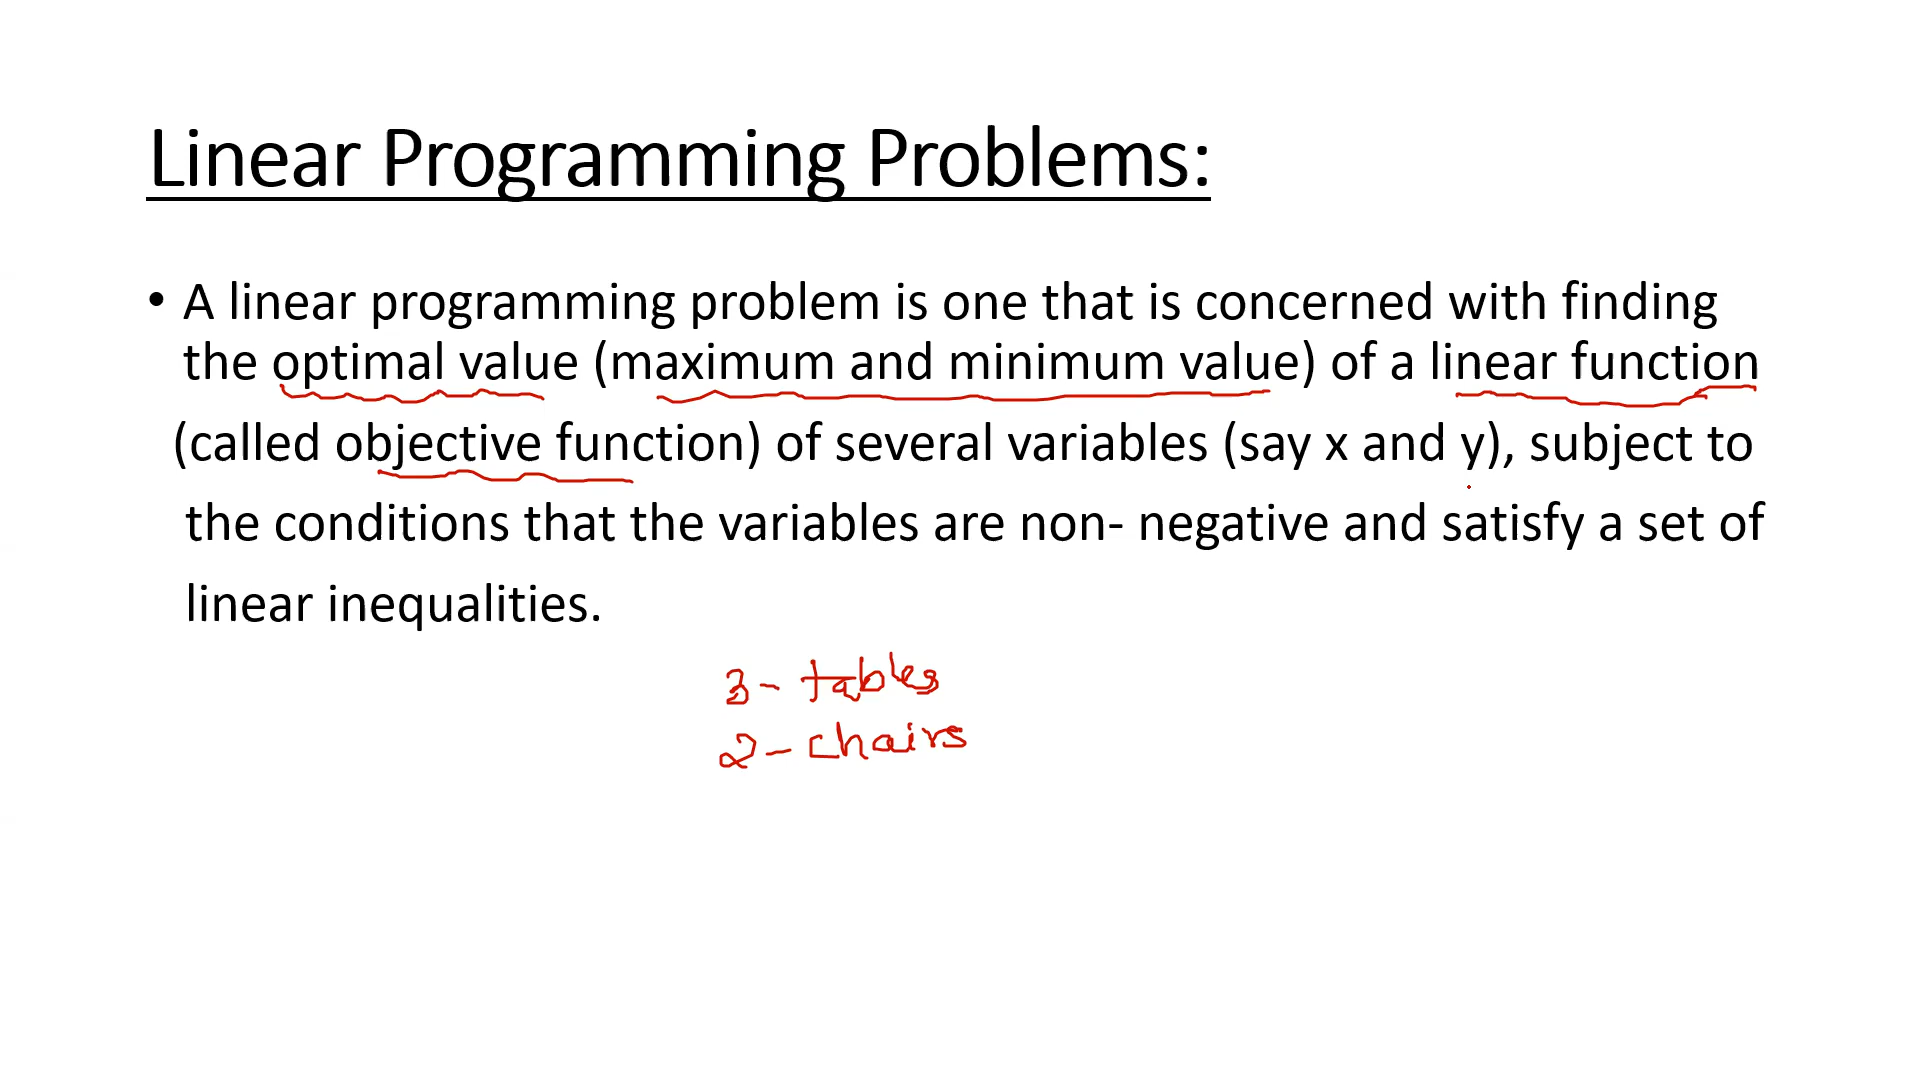 Linear Programming Problems:
• A linear programming problem is one that is concerned with finding
the optimal value (maximum and minimum value) of a linear function
(called objective function) of several variables (say x and y), subject to
the conditions that the variables are non- negative and satisfy a set of
linear inequalities.
3 - tables
2 - chairs